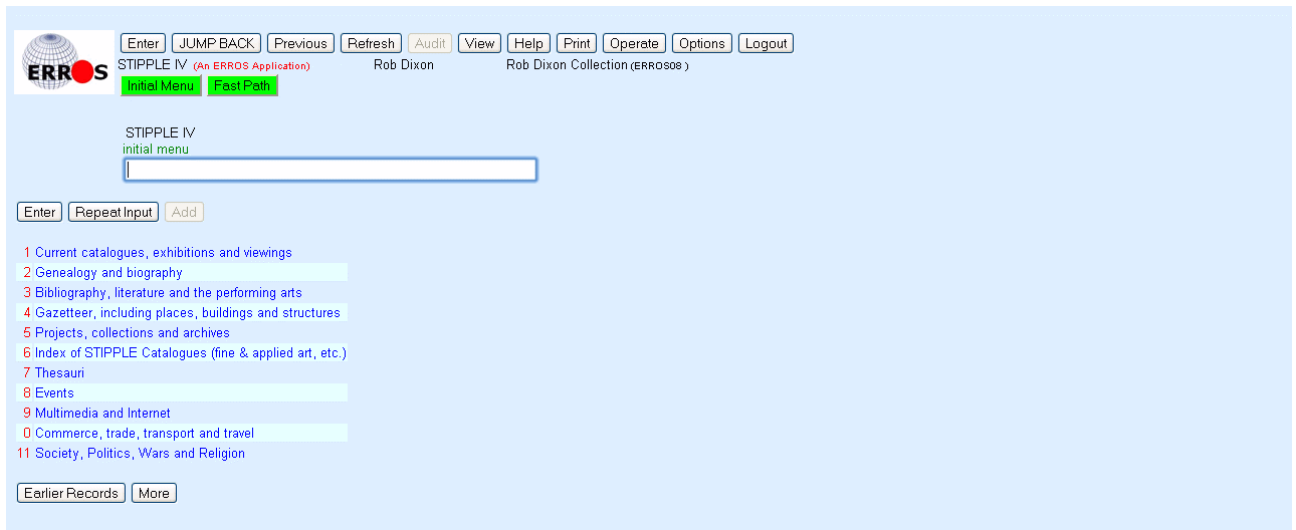 Enter JUMP BACK Previous Refresh Audit View Help Print Operate Options Logout
ERROS
STIPPLE IV (An ERROS Application) Rob Dixon Rob Dixon Collection (ERROS08 )
Initial Menu Fast Path
STIPPLE IV
initial menu
Enter Repeat Input Add
1 Current catalogues, exhibitions and viewings
2 Genealogy and biography
3 Bibliography, literature and the performing arts
4 Gazetteer, including places, buildings and structures
5 Projects, collections and archives
6 Index of STIPPLE Catalogues (fine & applied art, etc.)
7 Thesauri
8 Events
9 Multimedia and Internet
0 Commerce, trade, transport and travel
11 Society, Politics, Wars and Religion
Earlier Records More